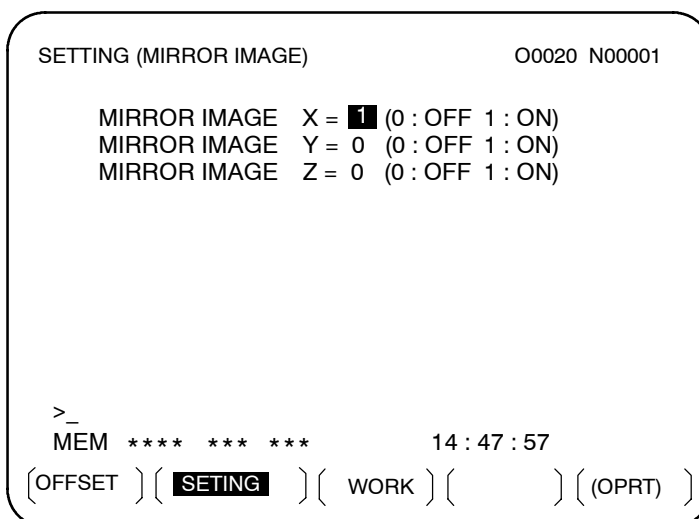 SETTING (MIRROR IMAGE) O0020 N00001
MIRROR IMAGE X = 1 (0 : OFF 1 : ON)
MIRROR IMAGE Y = 0 (0 : OFF 1 : ON)
MIRROR IMAGE Z = 0 (0 : OFF 1 : ON)
>_
MEM **** *** *** 14 : 47 : 57
[OFFSET ] [ SETING ] [ WORK ] [ ] [ (OPRT) ]